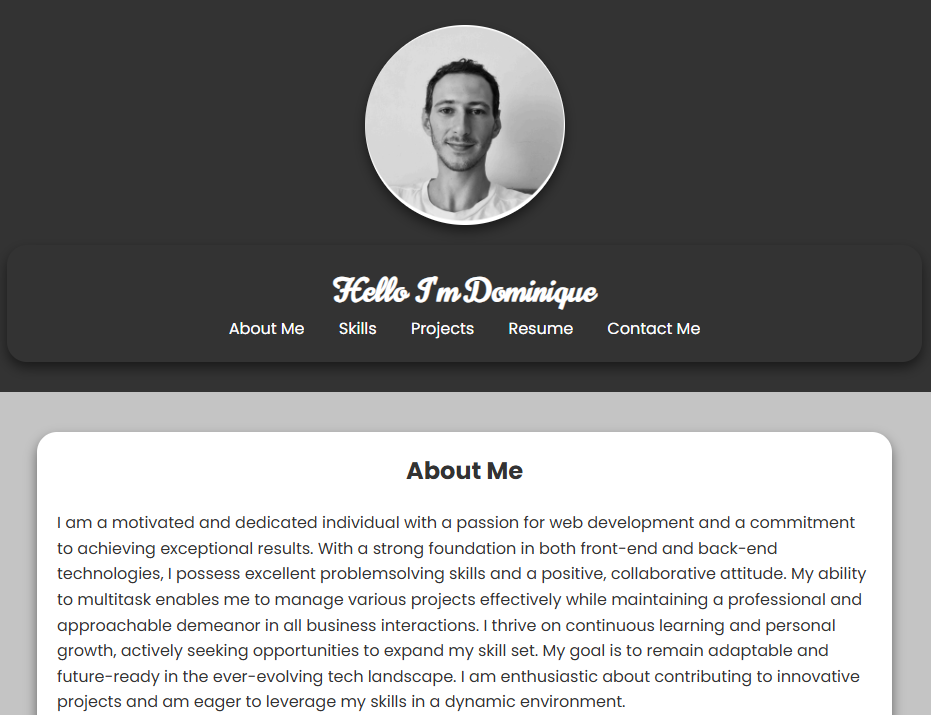 Hello I'm Dominique
About Me Skills Projects Resume Contact Me
About Me
I am a motivated and dedicated individual with a passion for web development and a commitment
to achieving exceptional results. With a strong foundation in both front-end and back-end
technologies, I possess excellent problemsolving skills and a positive, collaborative attitude. My ability
to multitask enables me to manage various projects effectively while maintaining a professional and
approachable demeanor in all business interactions. I thrive on continuous learning and personal
growth, actively seeking opportunities to expand my skill set. My goal is to remain adaptable and
future-ready in the ever-evolving tech landscape. I am enthusiastic about contributing to innovative
projects and am eager to leverage my skills in a dynamic environment.